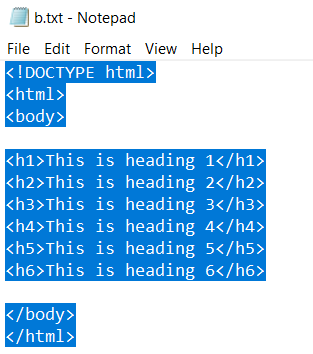 b.txt - Notepad
File Edit Format View Help
<!DOCTYPE html>
<html>
<body>

<h1>This is heading 1</h1>
<h2>This is heading 2</h2>
<h3>This is heading 3</h3>
<h4>This is heading 4</h4>
<h5>This is heading 5</h5>
<h6>This is heading 6</h6>

</body>
</html>